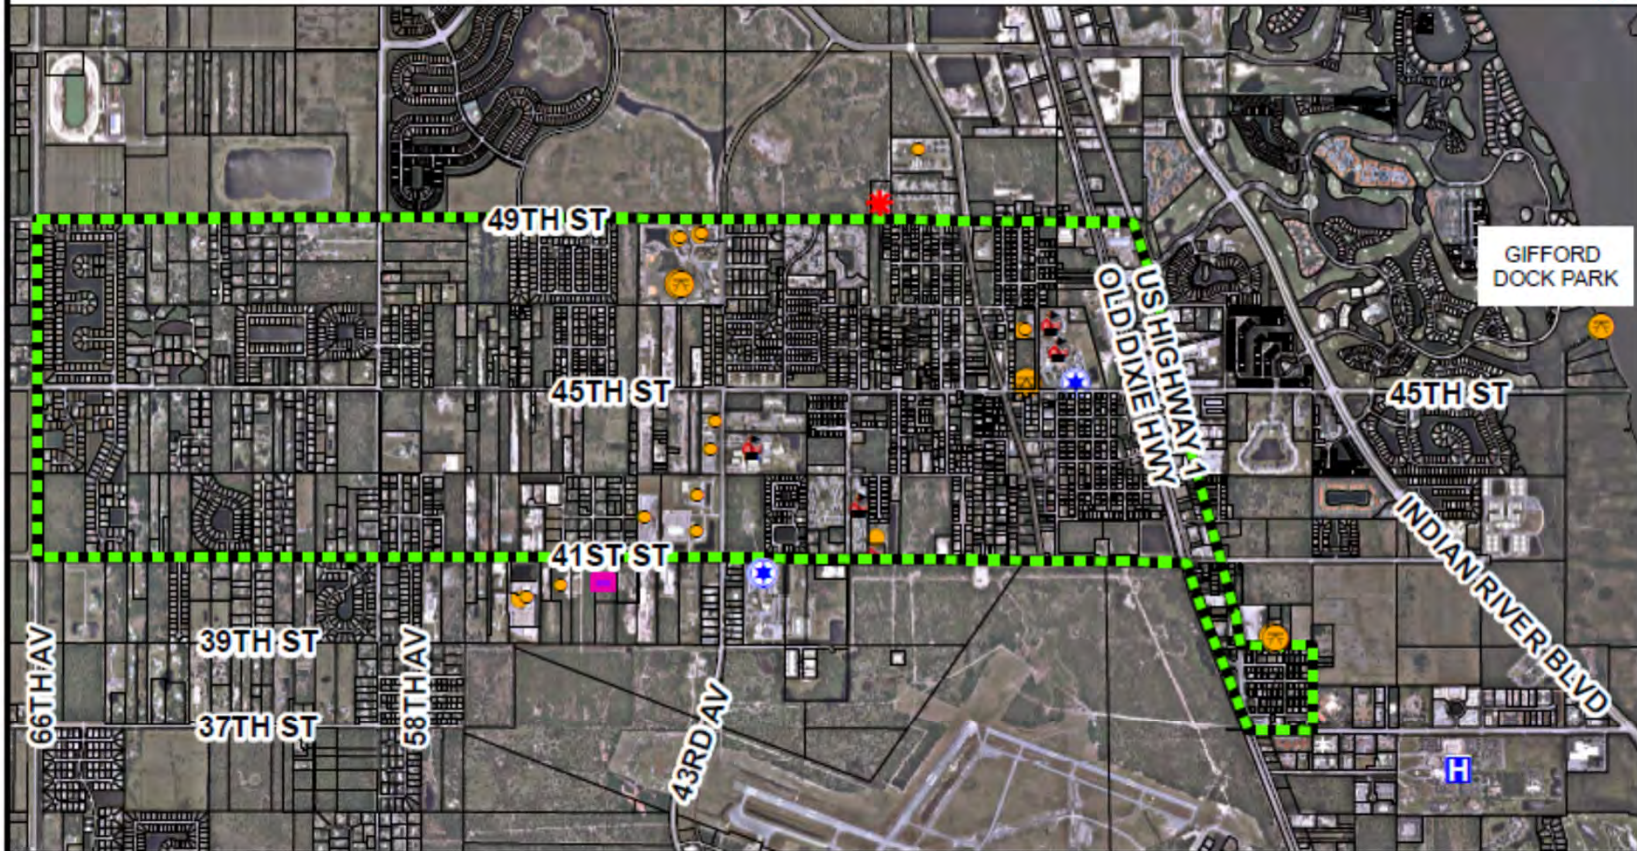 49TH ST
GIFFORD
DOCK PARK
US HIGHWAY 1
OLD DIXIE HWY
45TH ST
45TH ST
41ST ST
INDIAN RIVER BLVD
39TH ST
66TH AV
58TH AV
43RD AV
37TH ST
H